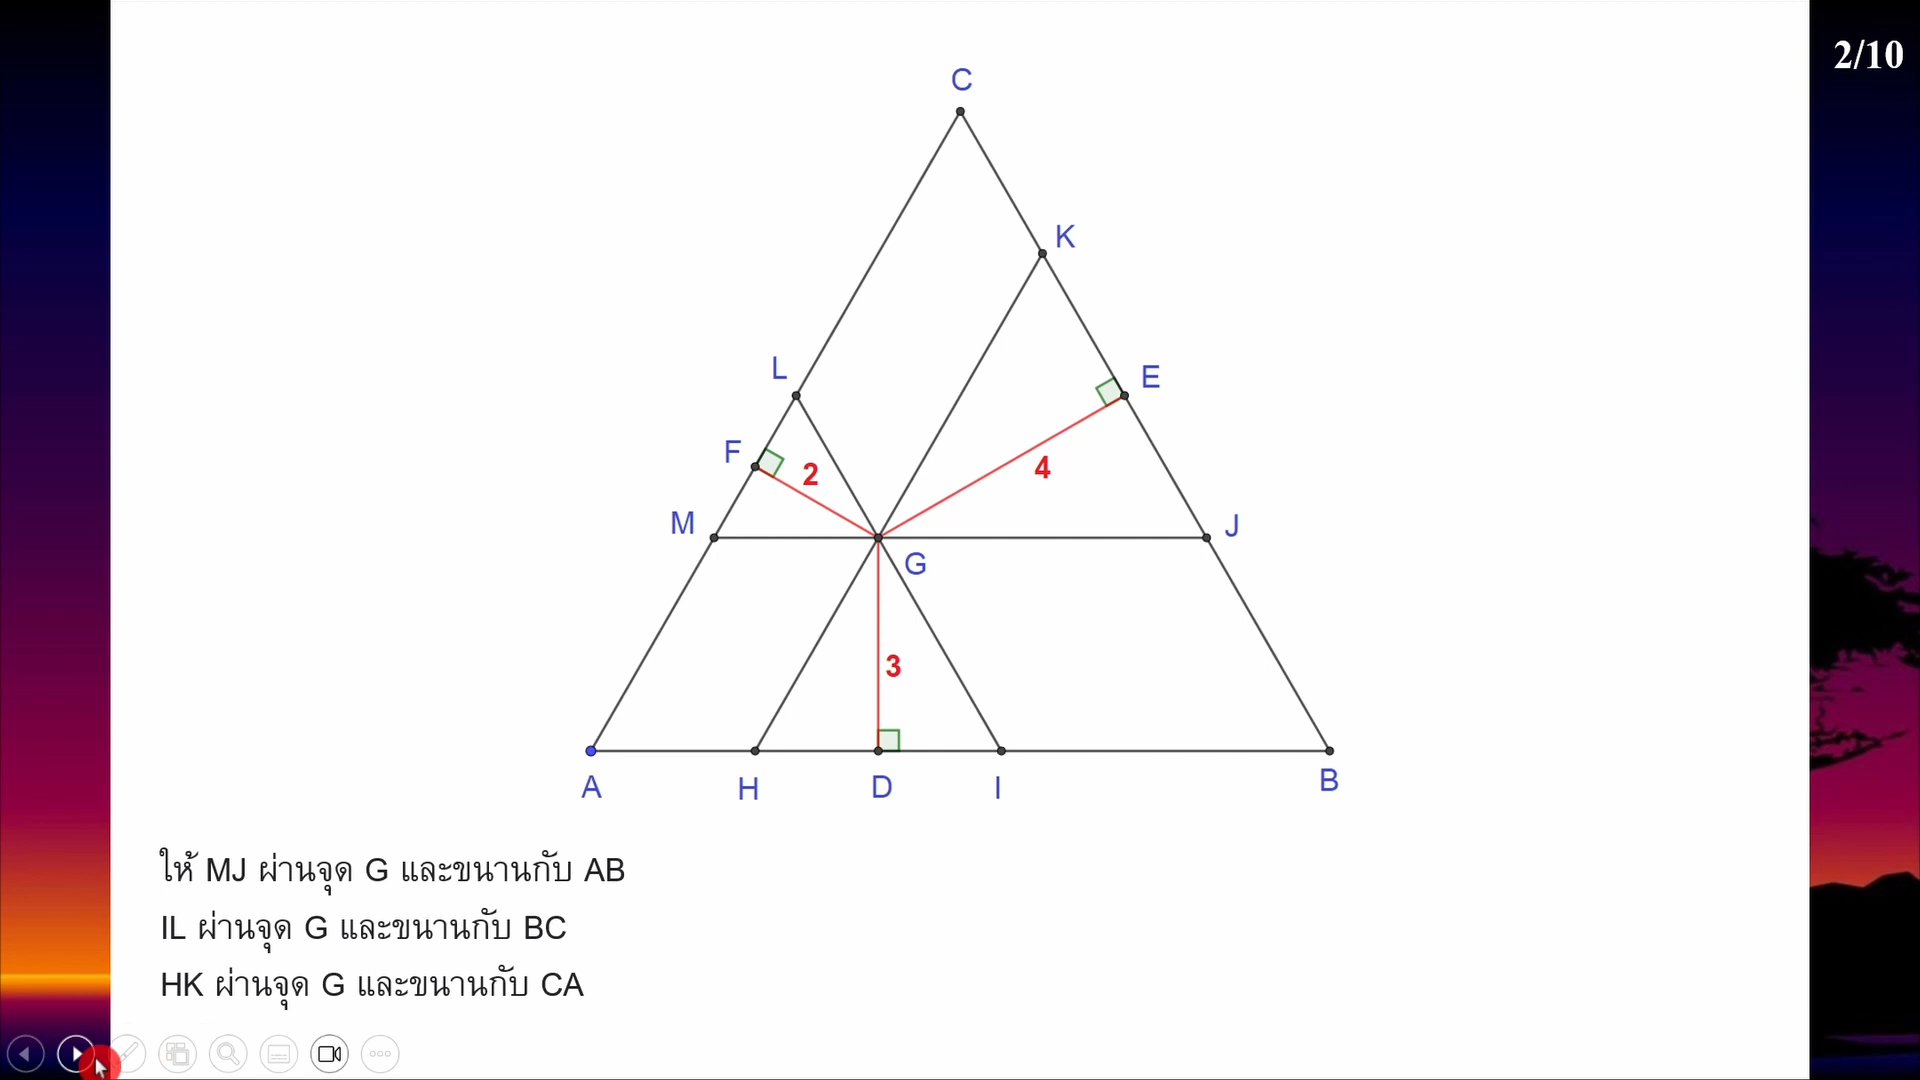 2/10
C
K
L
E
F
2
4
M
J
G
3
A
H
D
I
B
ให้ MJ ผ่านจุด G และขนานกับ AB
IL ผ่านจุด G และขนานกับ BC
HK ผ่านจุด G และขนานกับ CA